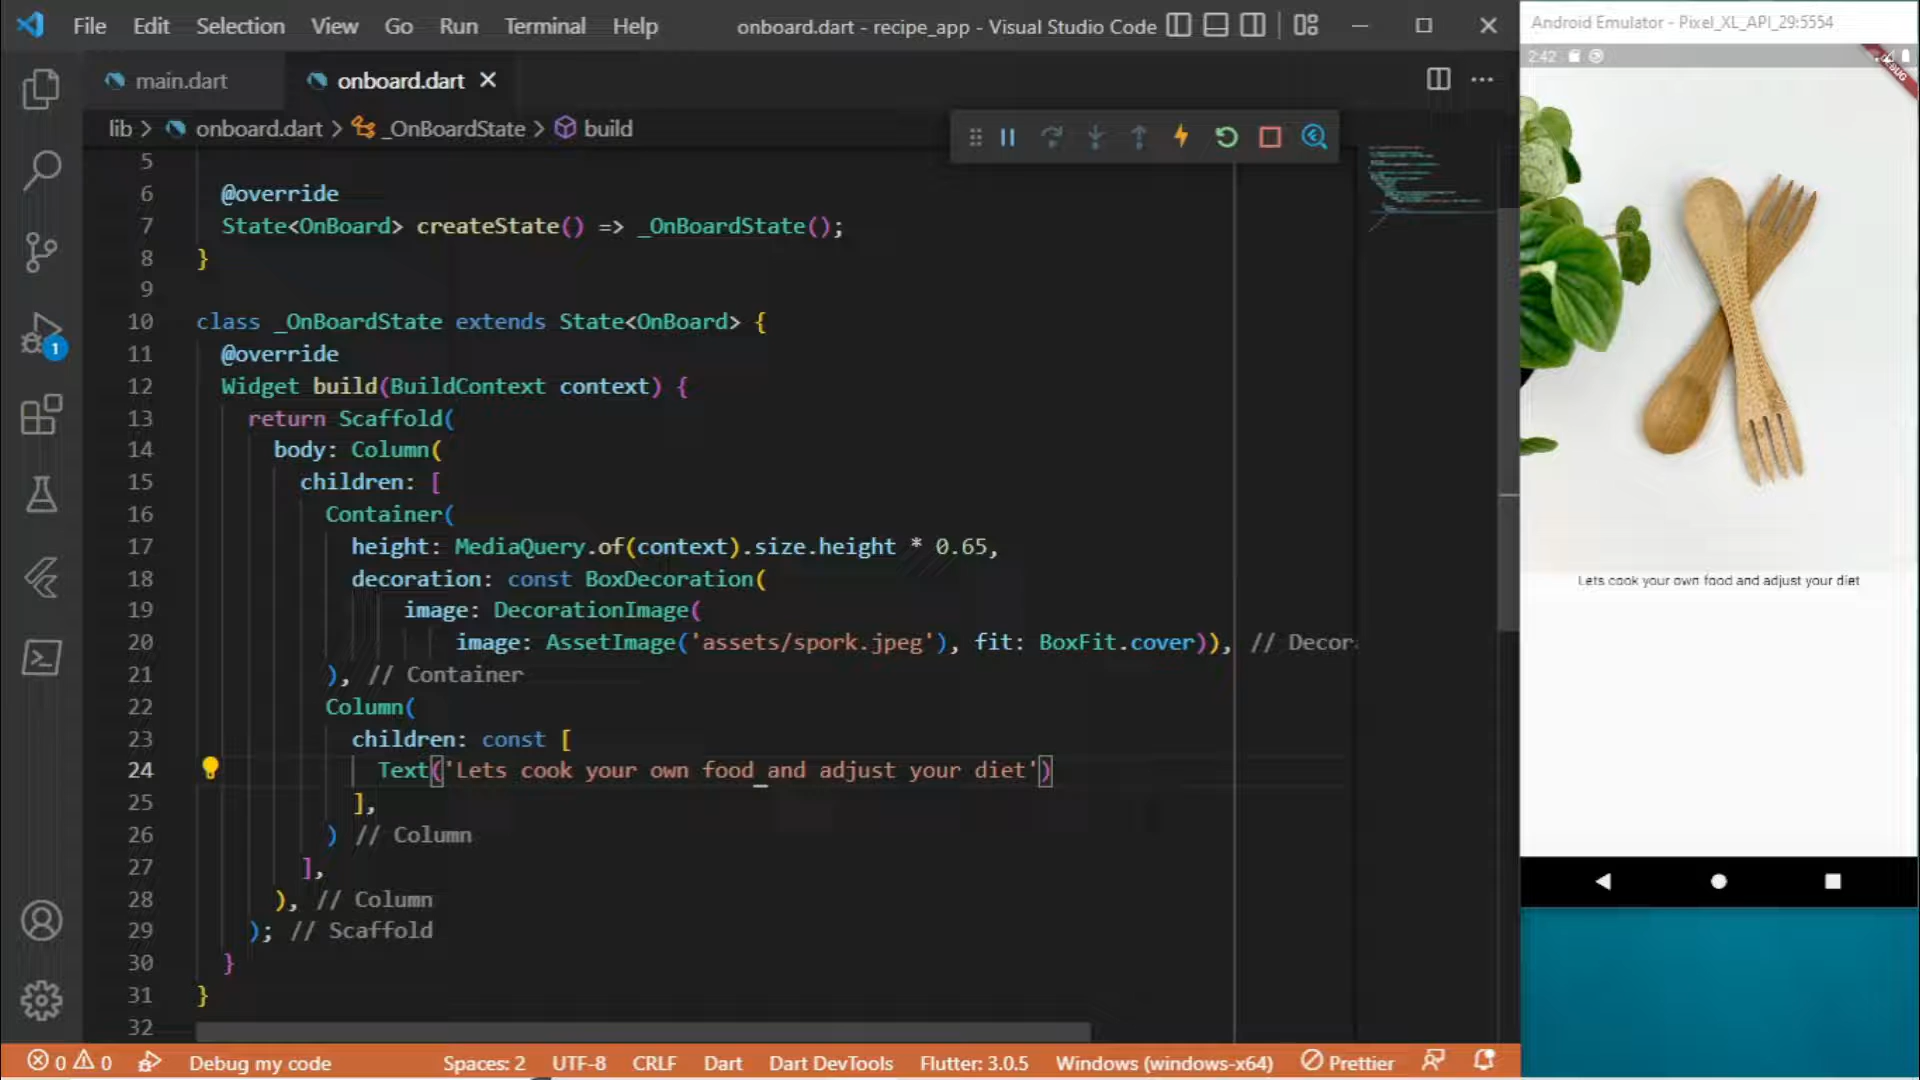 File Edit Selection View Go Run Terminal Help onboard.dart - recipe_app - Visual Studio Code
main.dart onboard.dart
lib > onboard.dart > _OnBoardState > build
5
6 @override
7 State<OnBoard> createState() => _OnBoardState();
8 }
9
10 class _OnBoardState extends State<OnBoard> {
11 @override
12 Widget build(BuildContext context) {
13 return Scaffold(
14 body: Column(
15 children: [
16 Container(
17 height: MediaQuery.of(context).size.height * 0.65,
18 decoration: const BoxDecoration(
19 image: DecorationImage(
20 image: AssetImage('assets/spork.jpeg'), fit: BoxFit.cover)), // Decor
21 ), // Container
22 Column(
23 children: const [
24 Text('Lets cook your own food and adjust your diet')
25 ],
26 ) // Column
27 ],
28 ), // Column
29 ); // Scaffold
30 }
31 }
32
1
0 0 Debug my code Spaces: 2 UTF-8 CRLF Dart Dart DevTools Flutter: 3.0.5 Windows (windows-x64) Prettier
Android Emulator - Pixel_XL_API_29:5554
2:42
DEBUG
Lets cook your own food and adjust your diet